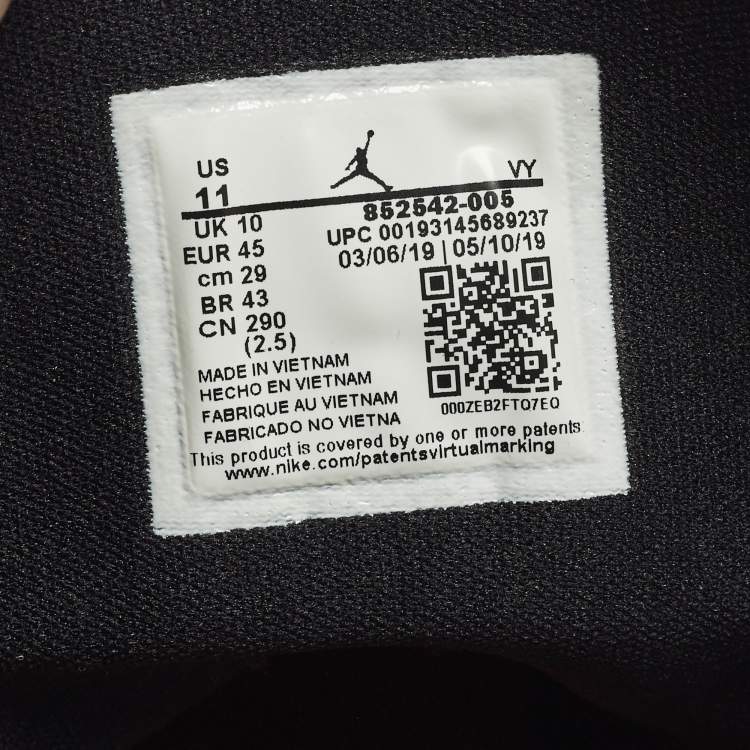 US
11
VY
852542-005
UPC 00193145689237
03/06/19 | 05/10/19
UK 10
EUR 45
cm 29
BR 43
CN 290
(2.5)
000ZEB2FTQ7EQ
MADE IN VIETNAM
HECHO EN VIETNAM
FABRIQUE AU VIETNAM
FABRICADO NO VIETNA
This product is covered by one or more patents
www.nike.com/patentsvirtualmarking